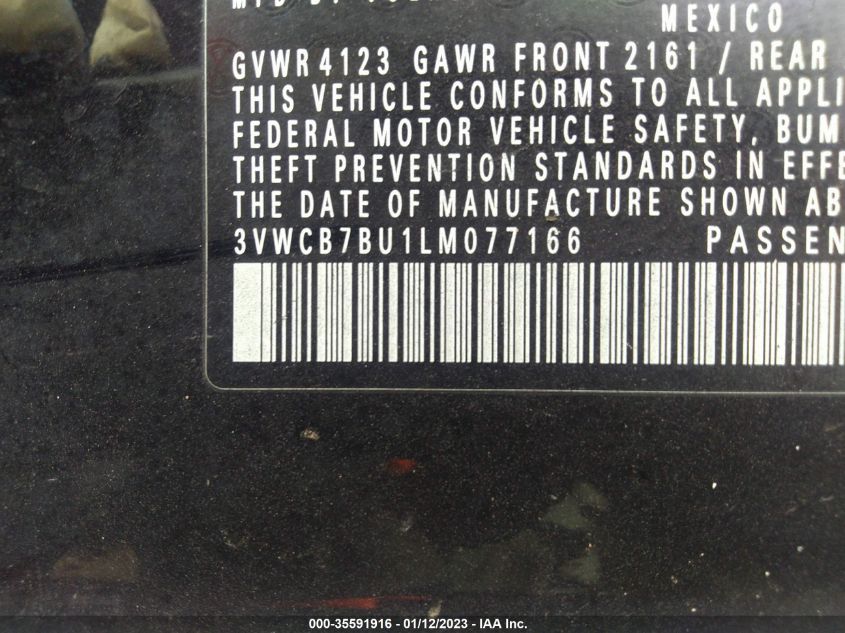 MEXICO
GVWR 4123 GAWR FRONT 2161 / REAR
THIS VEHICLE CONFORMS TO ALL APPLI
FEDERAL MOTOR VEHICLE SAFETY, BUM
THEFT PREVENTION STANDARDS IN EFFE
THE DATE OF MANUFACTURE SHOWN AB
3VWCB7BU1LM077166 PASSEN
000-35591916 - 01/12/2023 - IAA Inc.